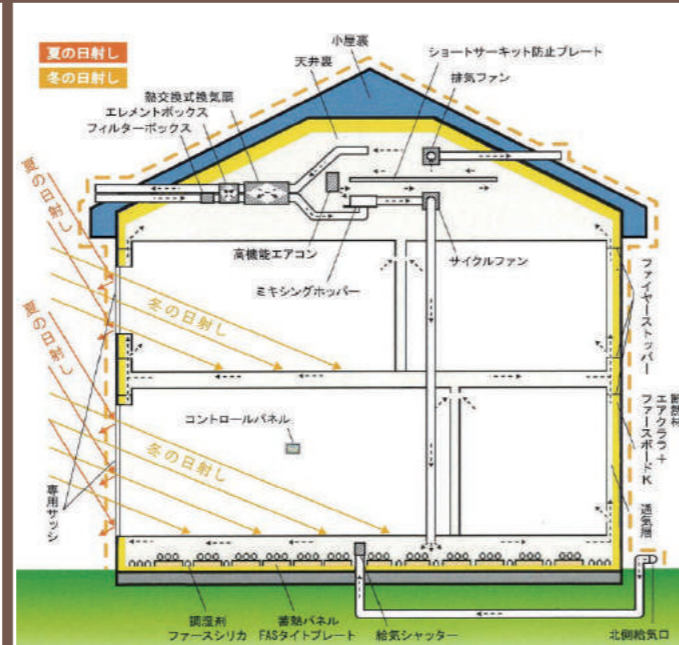 夏の日射し
冬の日射し
小屋裏
天井裏
ショートサーキット防止プレート
排気ファン
熱交換式換気扇
エレメントボックス
フィルターボックス
夏の日射し
冬の日射し
高機能エアコン
ミキシングホッパー
サイクルファン
ファイヤーストッパー
夏の日射し
コントロールパネル
冬の日射し
断熱材
エアクララ+
ファースボードK
通気層
専用サッシ
調湿剤
ファースシリカ
蓄熱パネル
FASタイトプレート
給気シャッター
北側給気口